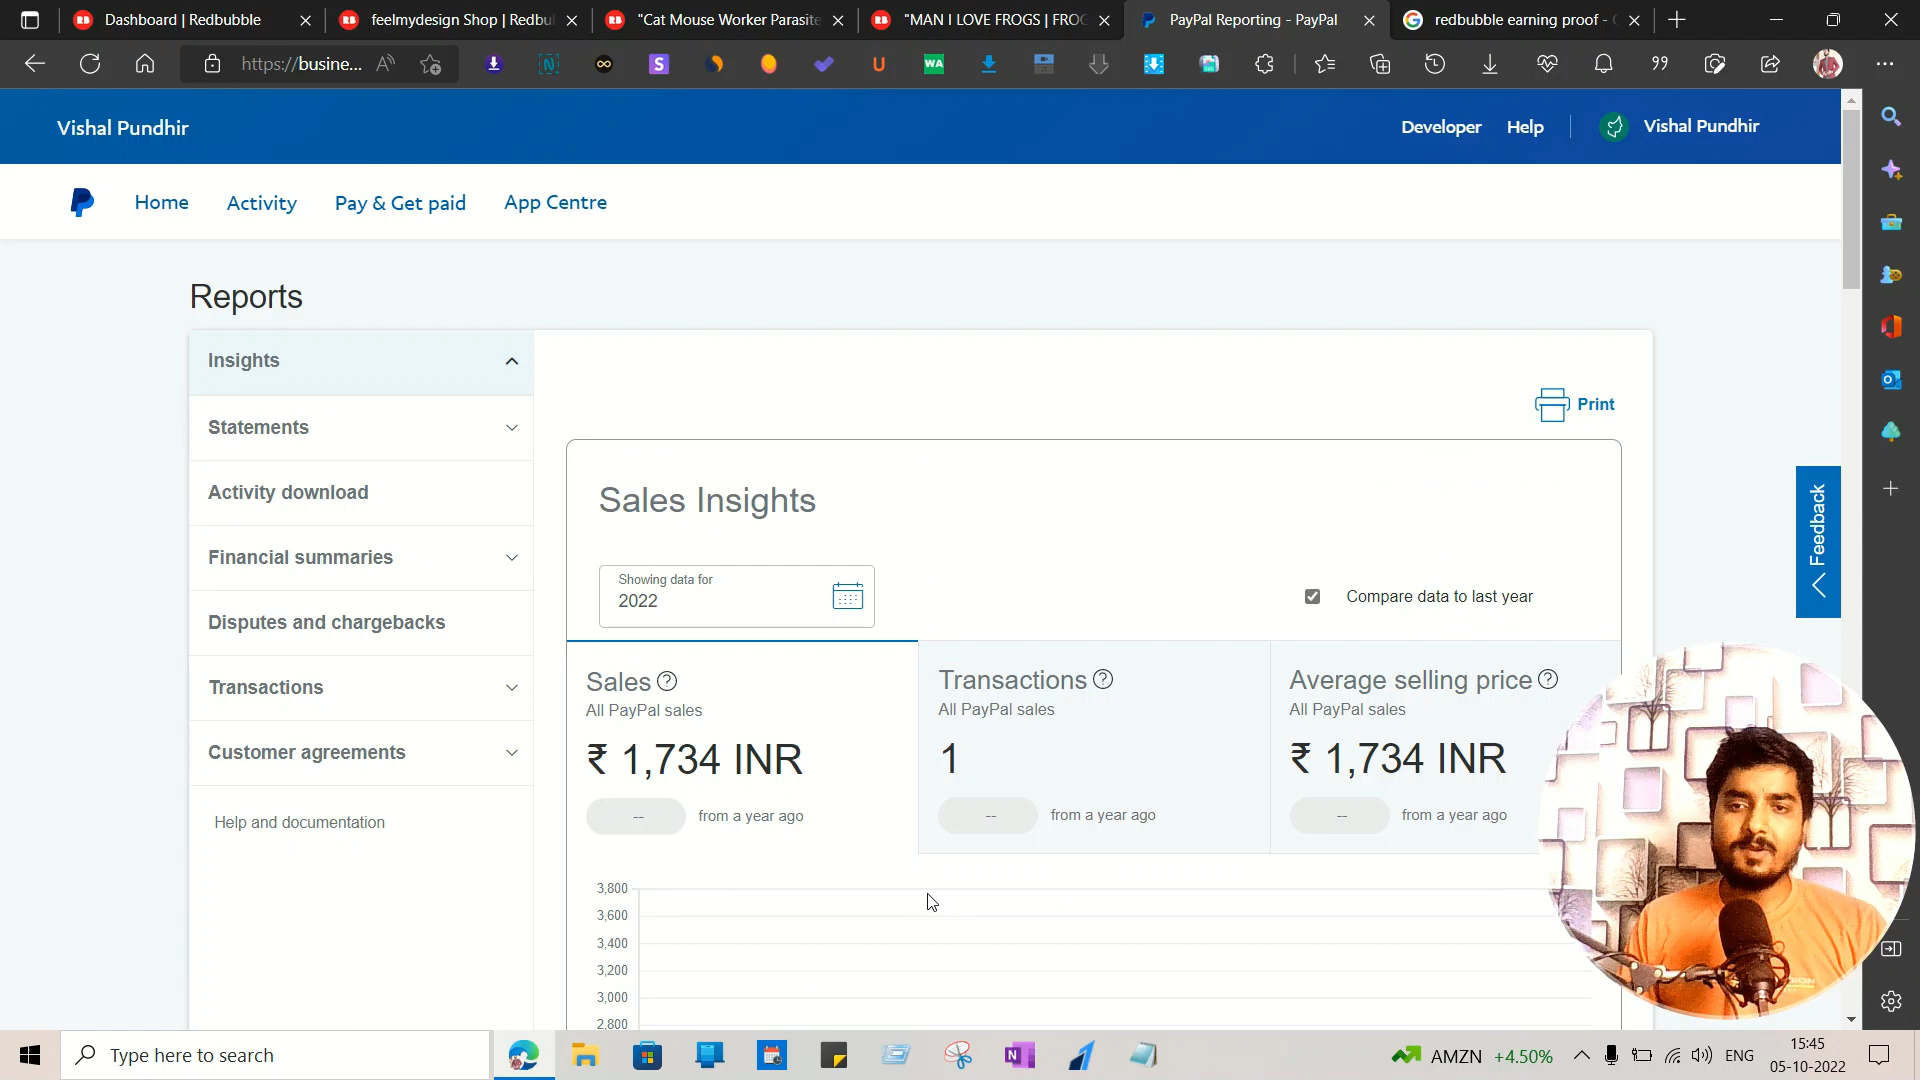 Dashboard | Redbubble
feelmydesign Shop | Redbul
"Cat Mouse Worker Parasite
"MAN I LOVE FROGS | FROG
PayPal Reporting - PayPal
redbubble earning proof -
https://busine...
Vishal Pundhir
Developer
Help
Vishal Pundhir
Home
Activity
Pay & Get paid
App Centre
Reports
Insights
Statements
Activity download
Financial summaries
Disputes and chargebacks
Transactions
Customer agreements
Help and documentation
Print
Sales Insights
Showing data for
2022
Compare data to last year
Sales ?
All PayPal sales
₹ 1,734 INR
-- from a year ago
Transactions ?
All PayPal sales
1
-- from a year ago
Average selling price ?
All PayPal sales
₹ 1,734 INR
-- from a year ago
3,800
3,600
3,400
3,200
3,000
2,800
Feedback
Type here to search
AMZN +4.50%
ENG
15:45
05-10-2022